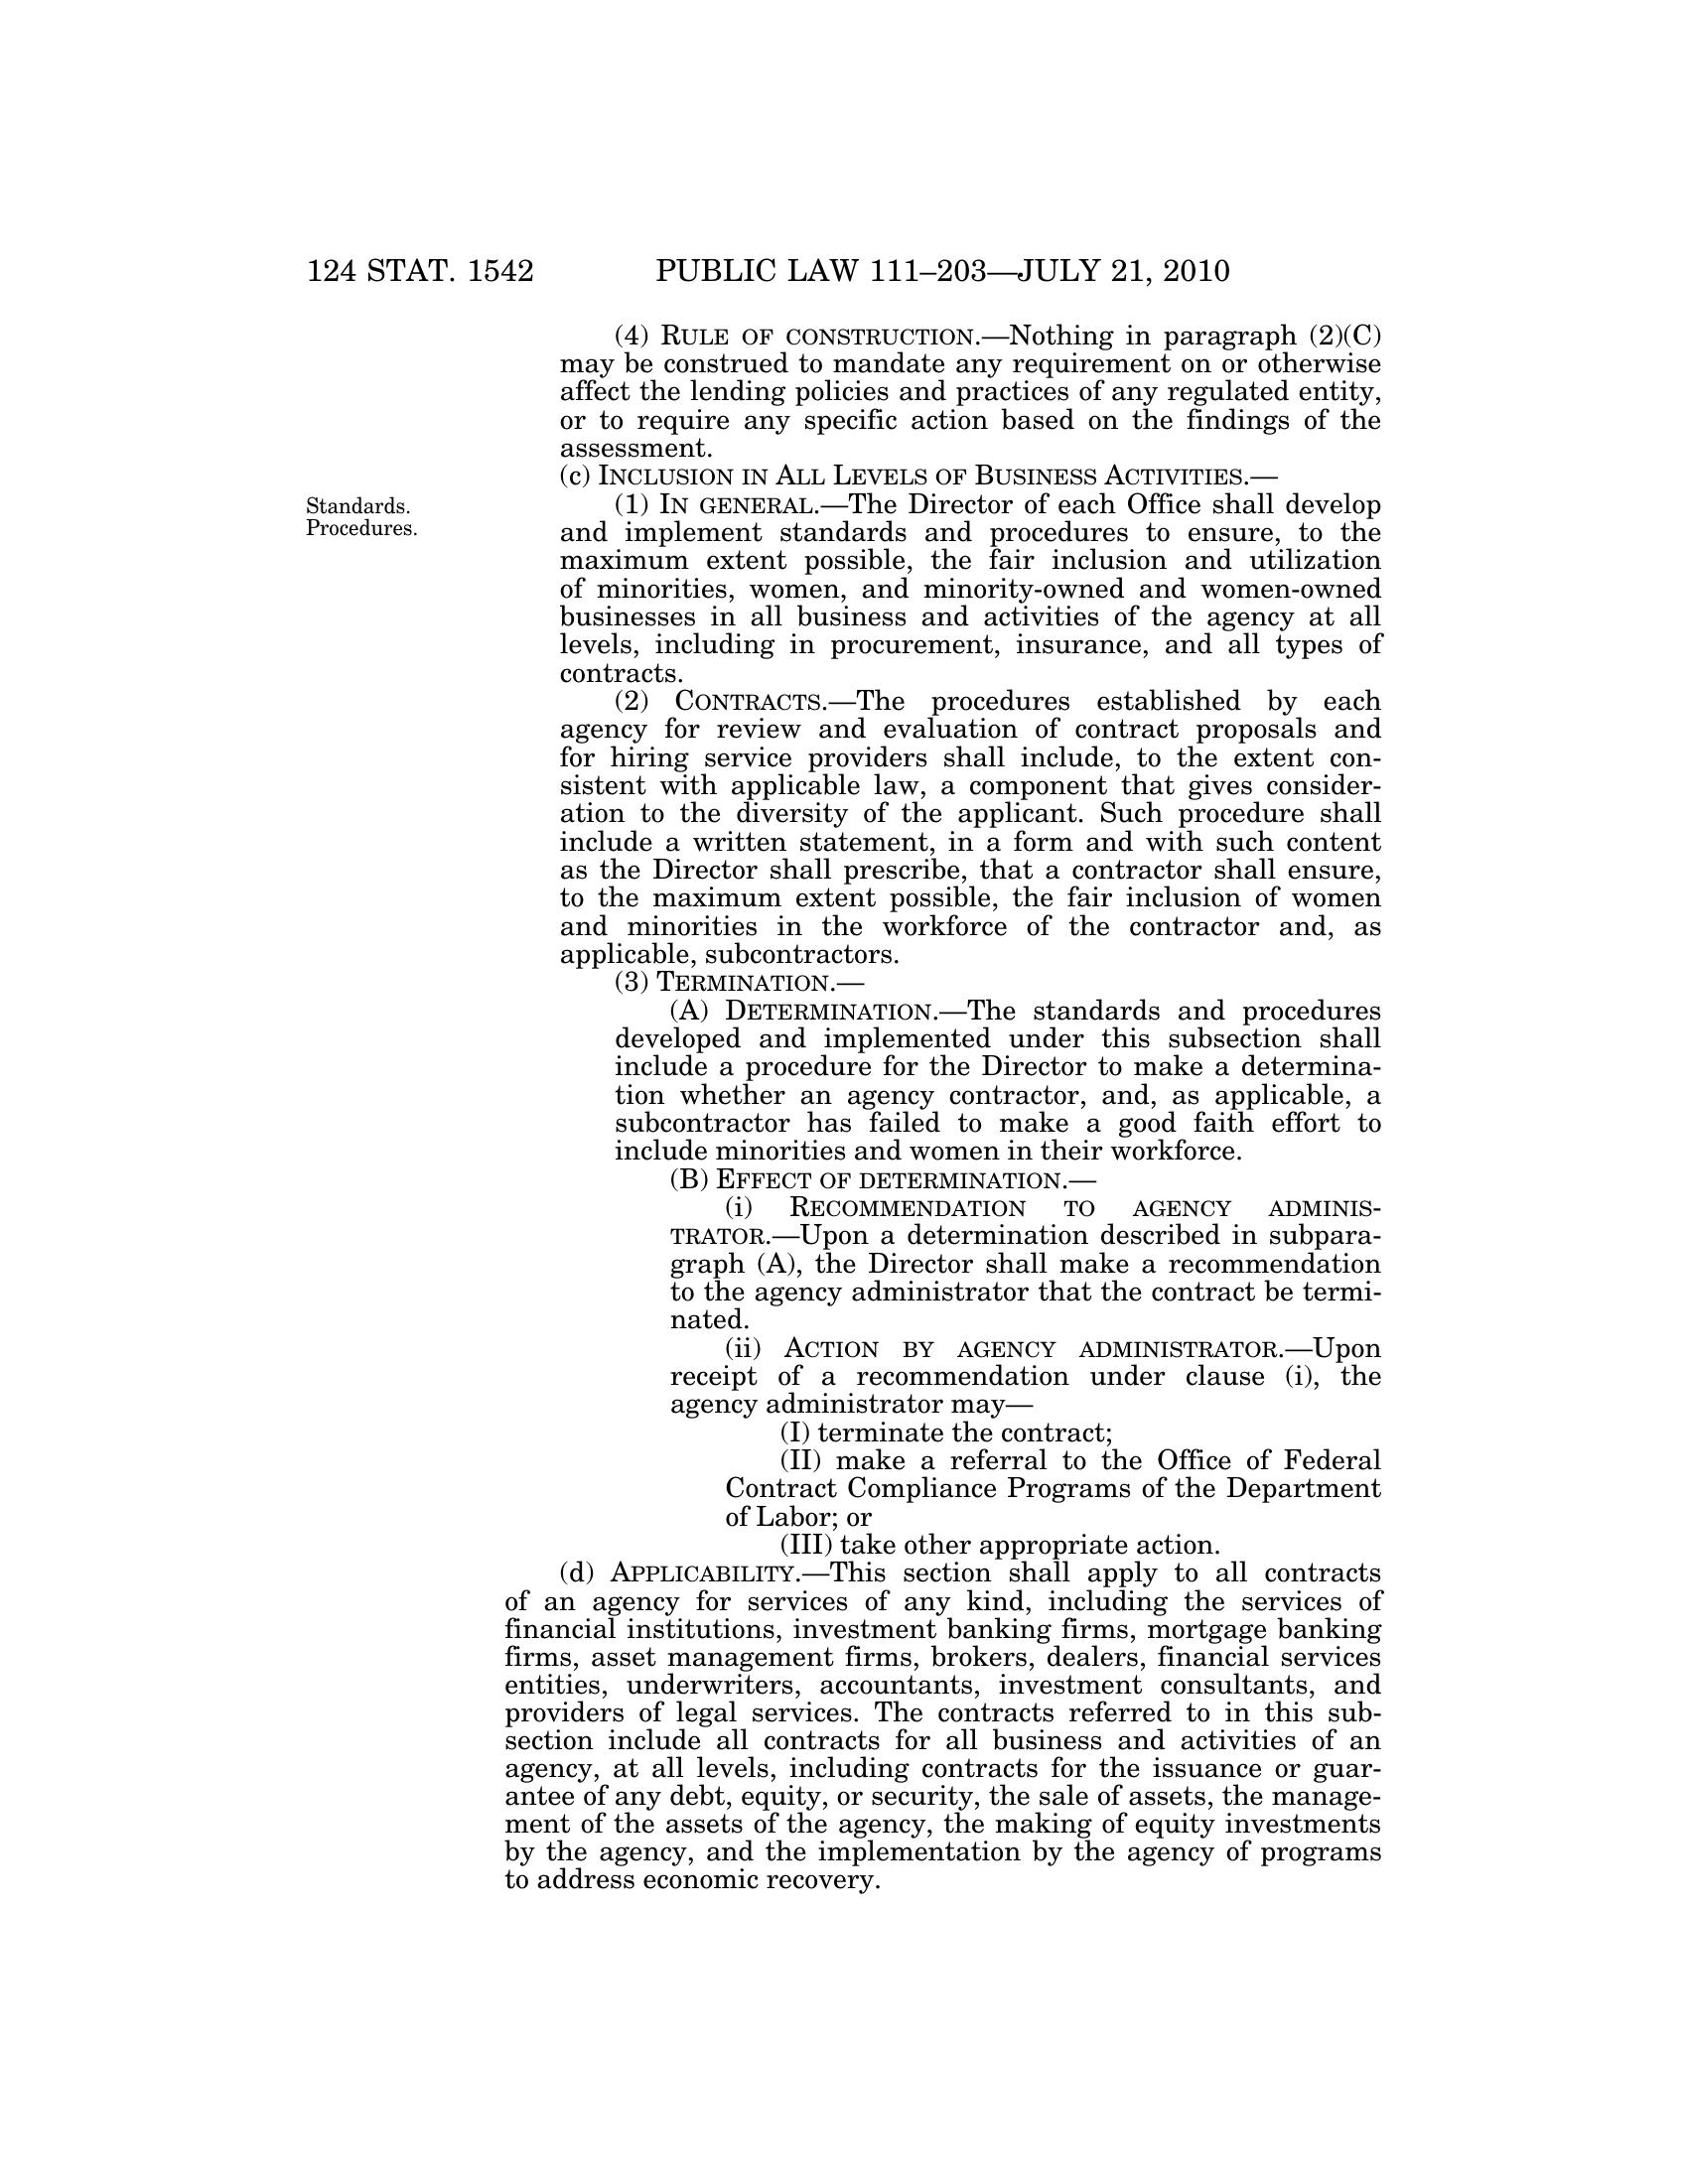 124 STAT. 1542 PUBLIC LAW 111–203—JULY 21, 2010
(4) RULE OF CONSTRUCTION.—Nothing in paragraph (2)(C)
may be construed to mandate any requirement on or otherwise
affect the lending policies and practices of any regulated entity,
or to require any specific action based on the findings of the
assessment.
(c) INCLUSION IN ALL LEVELS OF BUSINESS ACTIVITIES.—
Standards.
Procedures.
(1) IN GENERAL.—The Director of each Office shall develop
and implement standards and procedures to ensure, to the
maximum extent possible, the fair inclusion and utilization
of minorities, women, and minority-owned and women-owned
businesses in all business and activities of the agency at all
levels, including in procurement, insurance, and all types of
contracts.
(2) CONTRACTS.—The procedures established by each
agency for review and evaluation of contract proposals and
for hiring service providers shall include, to the extent con-
sistent with applicable law, a component that gives consider-
ation to the diversity of the applicant. Such procedure shall
include a written statement, in a form and with such content
as the Director shall prescribe, that a contractor shall ensure,
to the maximum extent possible, the fair inclusion of women
and minorities in the workforce of the contractor and, as
applicable, subcontractors.
(3) TERMINATION.—
(A) DETERMINATION.—The standards and procedures
developed and implemented under this subsection shall
include a procedure for the Director to make a determina-
tion whether an agency contractor, and, as applicable, a
subcontractor has failed to make a good faith effort to
include minorities and women in their workforce.
(B) EFFECT OF DETERMINATION.—
(i) RECOMMENDATION TO AGENCY ADMINIS-
TRATOR.—Upon a determination described in subpara-
graph (A), the Director shall make a recommendation
to the agency administrator that the contract be termi-
nated.
(ii) ACTION BY AGENCY ADMINISTRATOR.—Upon
receipt of a recommendation under clause (i), the
agency administrator may—
(I) terminate the contract;
(II) make a referral to the Office of Federal
Contract Compliance Programs of the Department
of Labor; or
(III) take other appropriate action.
(d) APPLICABILITY.—This section shall apply to all contracts
of an agency for services of any kind, including the services of
financial institutions, investment banking firms, mortgage banking
firms, asset management firms, brokers, dealers, financial services
entities, underwriters, accountants, investment consultants, and
providers of legal services. The contracts referred to in this sub-
section include all contracts for all business and activities of an
agency, at all levels, including contracts for the issuance or guar-
antee of any debt, equity, or security, the sale of assets, the manage-
ment of the assets of the agency, the making of equity investments
by the agency, and the implementation by the agency of programs
to address economic recovery.